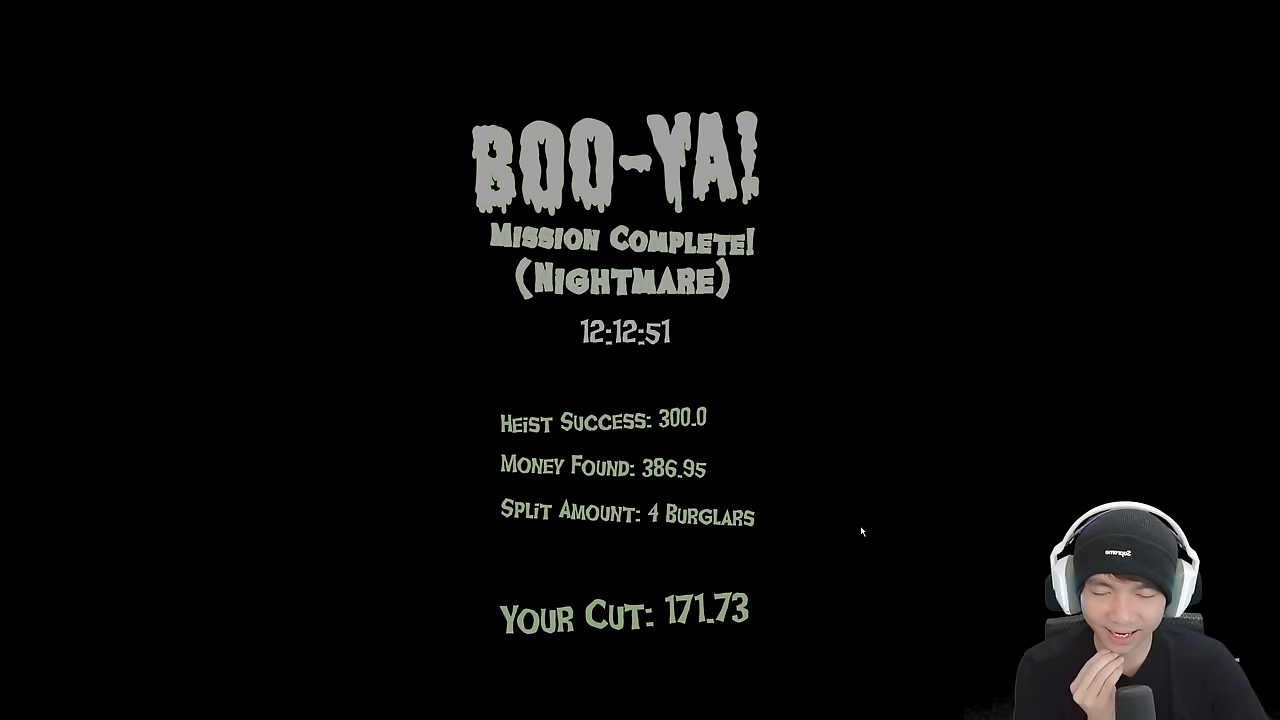 BOO-YA!
Mission Complete!
(Nightmare)
12:12:51
Heist Success: 300.0
Money Found: 386.95
Split Amount: 4 Burglars
Your Cut: 171.73
Supreme